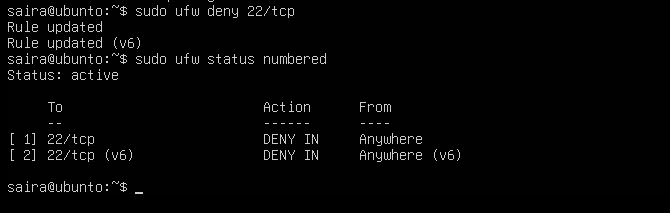 saira@ubunto:~$ sudo ufw deny 22/tcp
Rule updated
Rule updated (v6)
saira@ubunto:~$ sudo ufw status numbered
Status: active
To Action From
-- ------ ----
[ 1] 22/tcp DENY IN Anywhere
[ 2] 22/tcp (v6) DENY IN Anywhere (v6)
saira@ubunto:~$ _